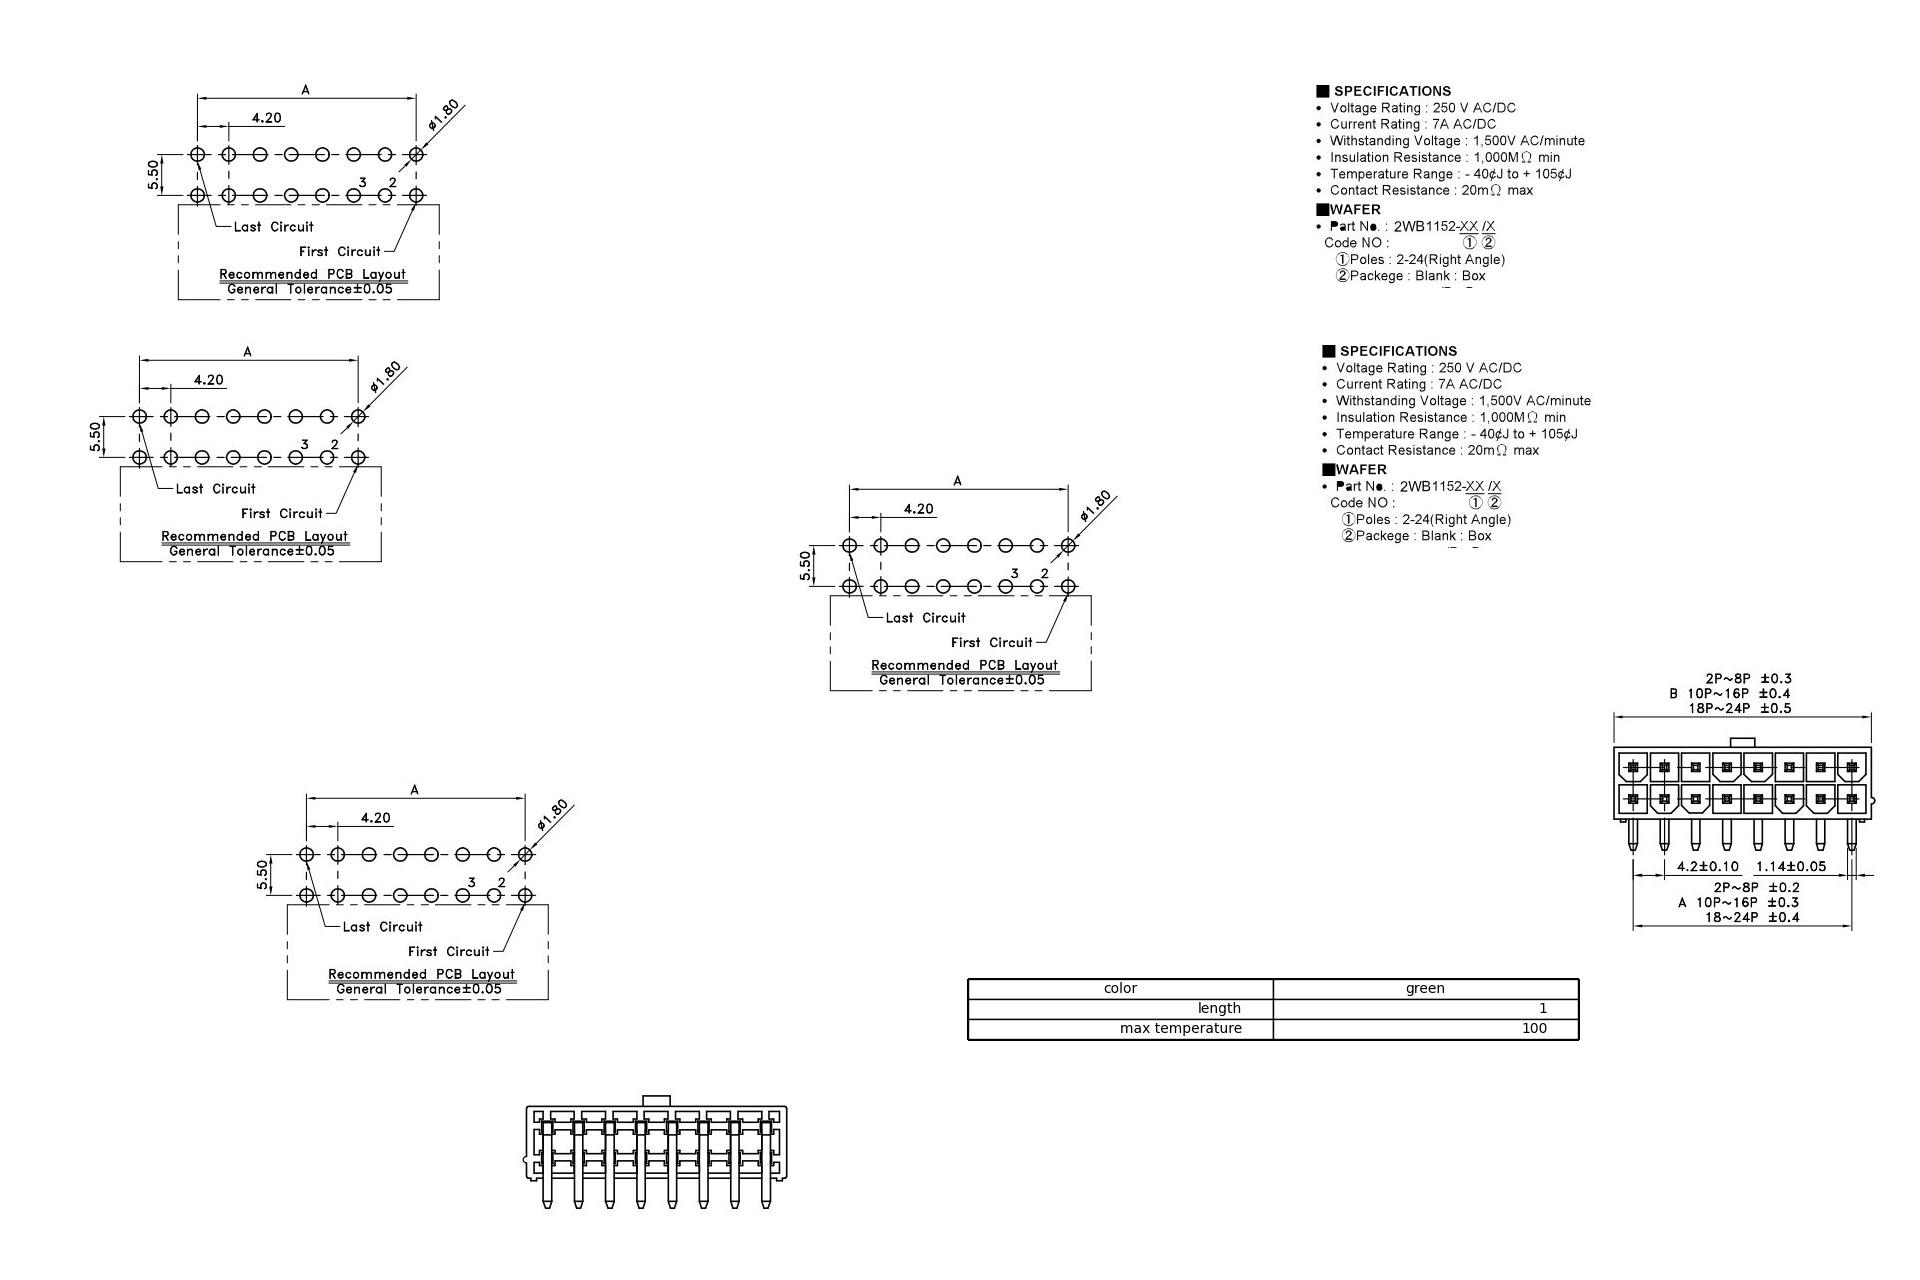 A
4.20
ø1.80
5.50
3 2
Last Circuit
First Circuit
Recommended PCB Layout
General Tolerance±0.05
■ SPECIFICATIONS
• Voltage Rating : 250 V AC/DC
• Current Rating : 7A AC/DC
• Withstanding Voltage : 1,500V AC/minute
• Insulation Resistance : 1,000MΩ min
• Temperature Range : - 40¢J to + 105¢J
• Contact Resistance : 20mΩ max
■WAFER
• Part No. : 2WB1152-XX /X
Code NO : ① ②
①Poles : 2-24(Right Angle)
②Packege : Blank : Box
A
4.20
ø1.80
5.50
3 2
Last Circuit
First Circuit
Recommended PCB Layout
General Tolerance±0.05
■ SPECIFICATIONS
• Voltage Rating : 250 V AC/DC
• Current Rating : 7A AC/DC
• Withstanding Voltage : 1,500V AC/minute
• Insulation Resistance : 1,000MΩ min
• Temperature Range : - 40¢J to + 105¢J
• Contact Resistance : 20mΩ max
■WAFER
• Part No. : 2WB1152-XX /X
Code NO : ① ②
①Poles : 2-24(Right Angle)
②Packege : Blank : Box
A
4.20
ø1.80
5.50
3 2
Last Circuit
First Circuit
Recommended PCB Layout
General Tolerance±0.05
2P~8P ±0.3
B 10P~16P ±0.4
18P~24P ±0.5
4.2±0.10 1.14±0.05
2P~8P ±0.2
A 10P~16P ±0.3
18~24P ±0.4
A
4.20
ø1.80
5.50
3 2
Last Circuit
First Circuit
Recommended PCB Layout
General Tolerance±0.05
color green
length 1
max temperature 100